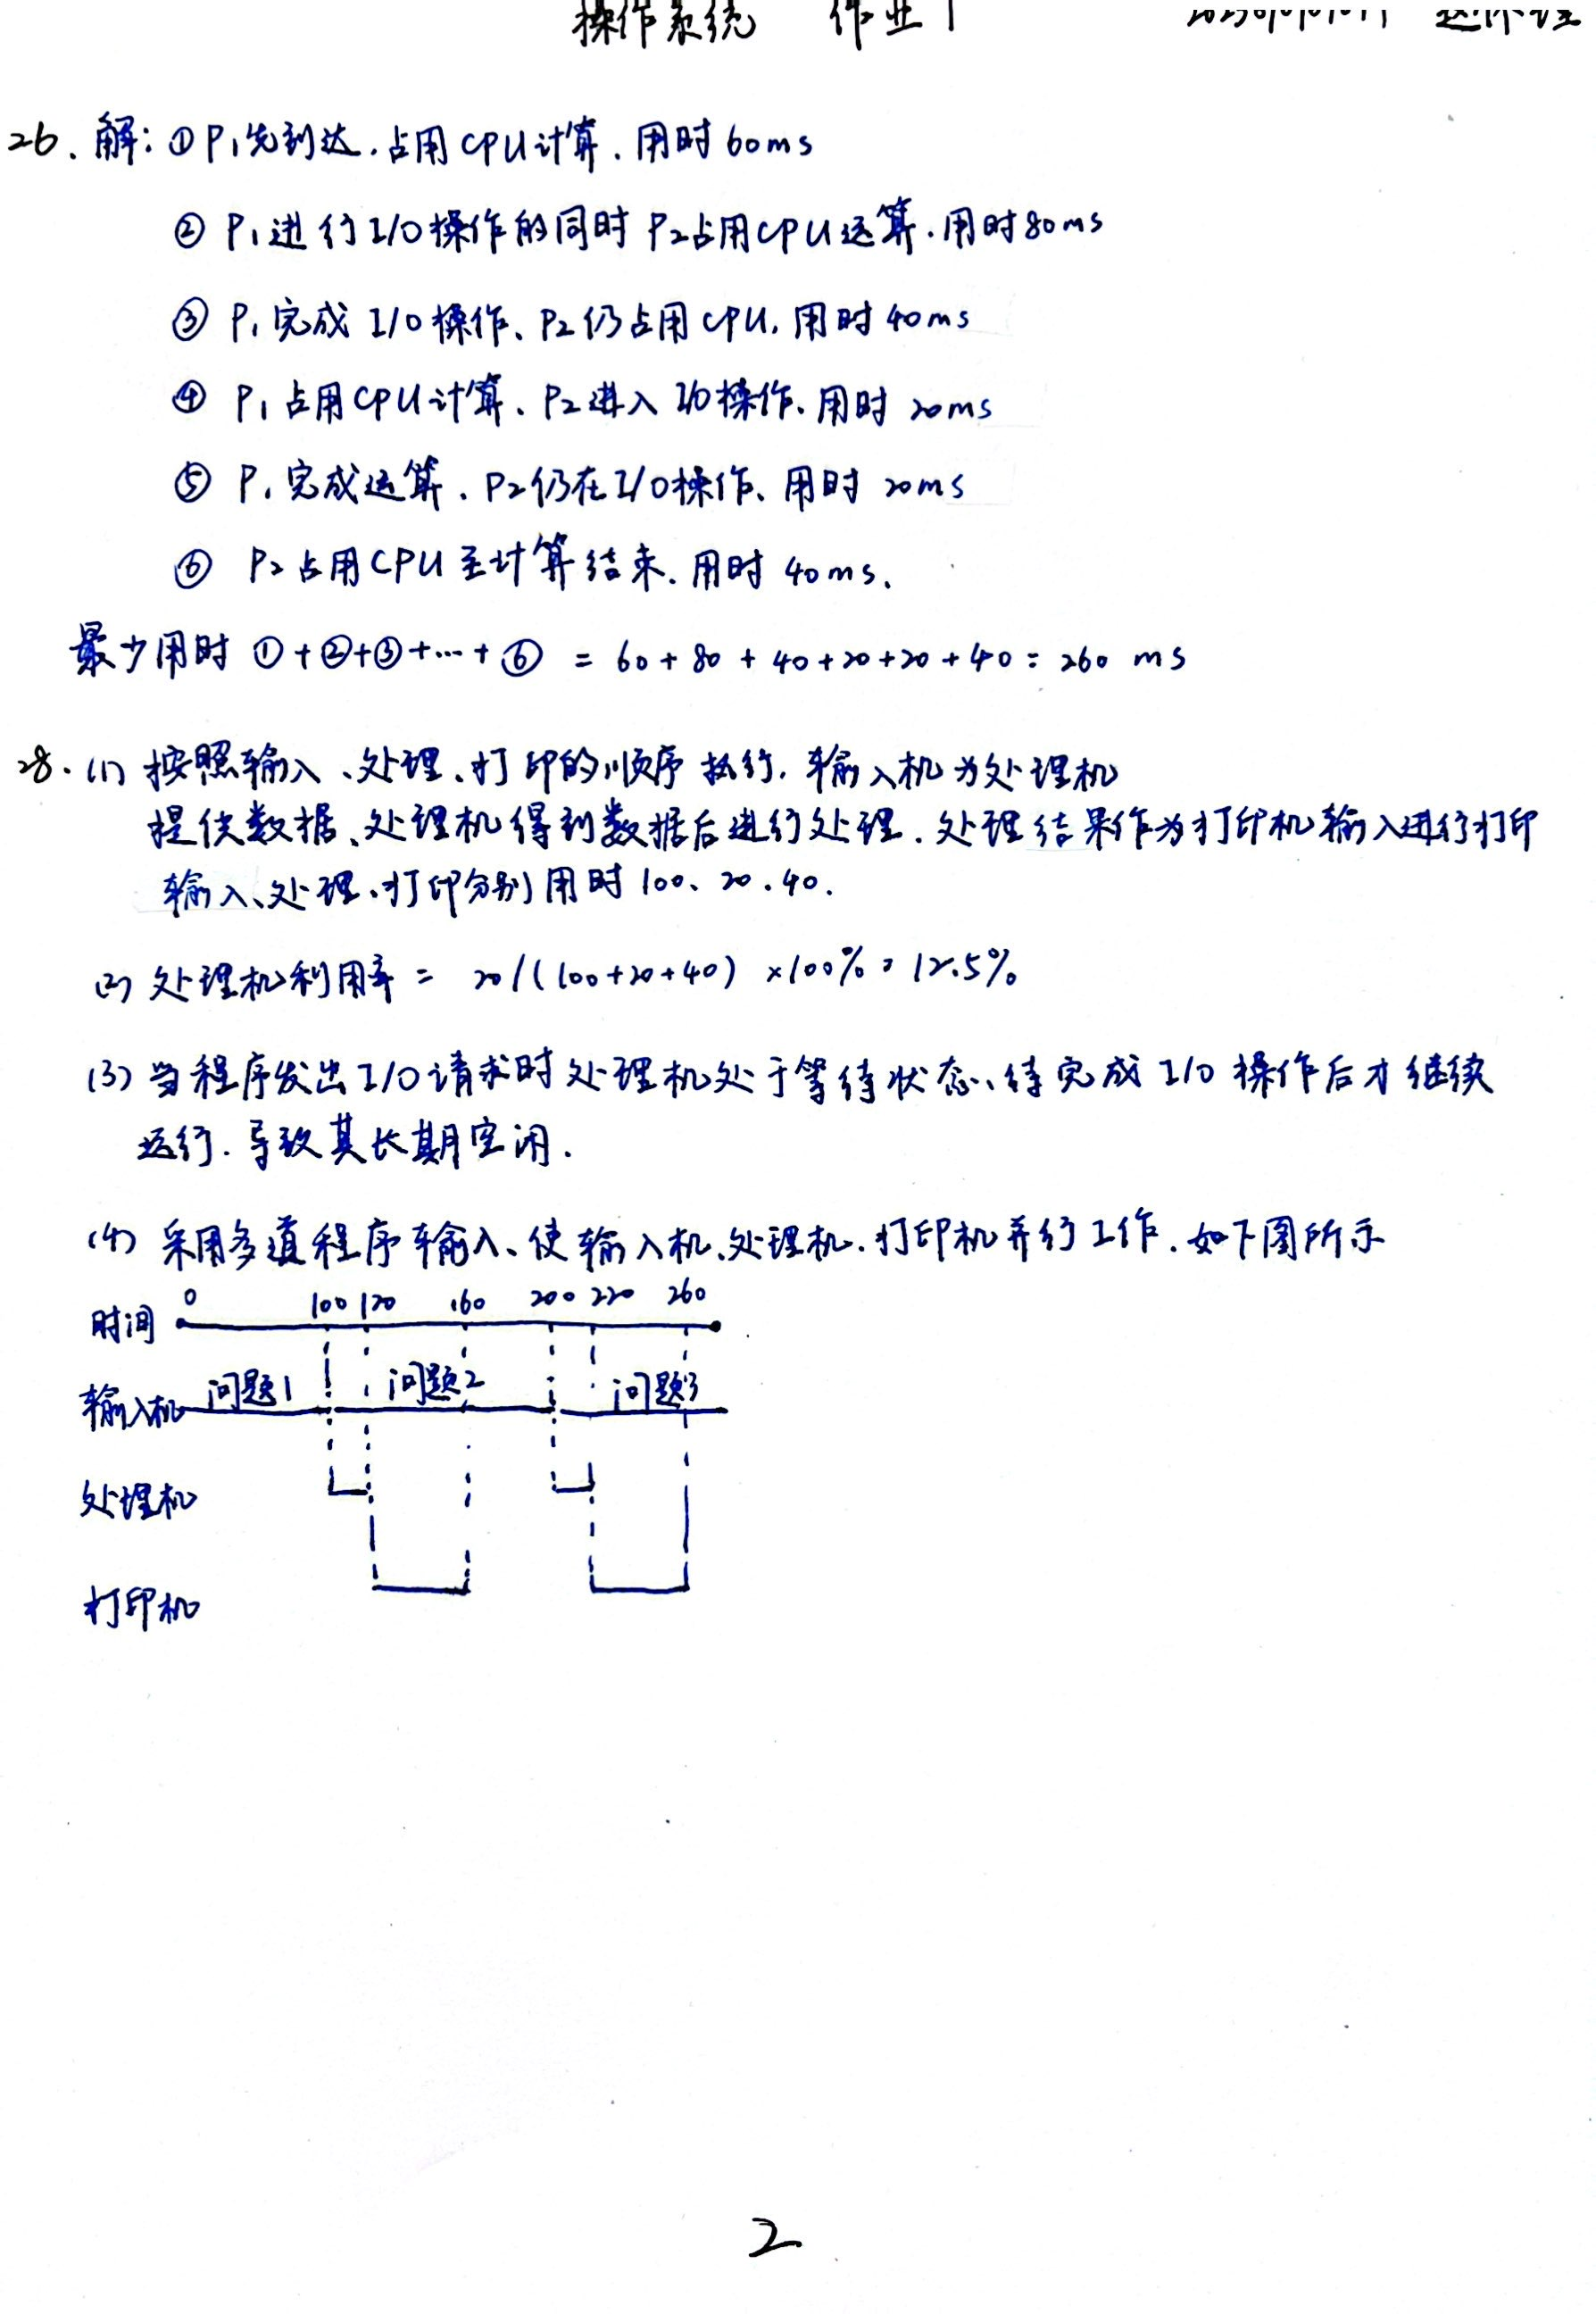 操作系统 作业1
26. 解: ①P₁先到达, 占用CPU计算, 用时60ms
② P₁进行I/O操作的同时P₂占用CPU运算, 用时80ms
③ P₁完成I/O操作、P₂仍占用CPU, 用时40ms
④ P₁占用CPU计算、P₂进入I/O操作, 用时20ms
⑤ P₁完成运算、P₂仍在I/O操作、用时20ms
⑥ P₂占用CPU至计算结束, 用时40ms.
最少用时 ①+②+③+…+⑥ = 60+80+40+20+20+40=260 ms
28. (1) 按照输入、处理、打印的顺序执行, 输入机为处理机
提供数据、处理机得到数据后进行处理, 处理结果作为打印机输入进行打印
输入、处理、打印分别用时100、20、40.
(2) 处理机利用率 = 20/(100+20+40) ×100% = 12.5%
(3) 当程序发出I/O请求时处理机处于等待状态、待完成I/O操作后才继续
运行, 导致其长期空闲.
(4) 采用多道程序输入、使输入机、处理机、打印机并行工作, 如下图所示
时间 0 100 120 160 200 220 260
输入机 问题1 问题2 问题3
处理机
打印机
2